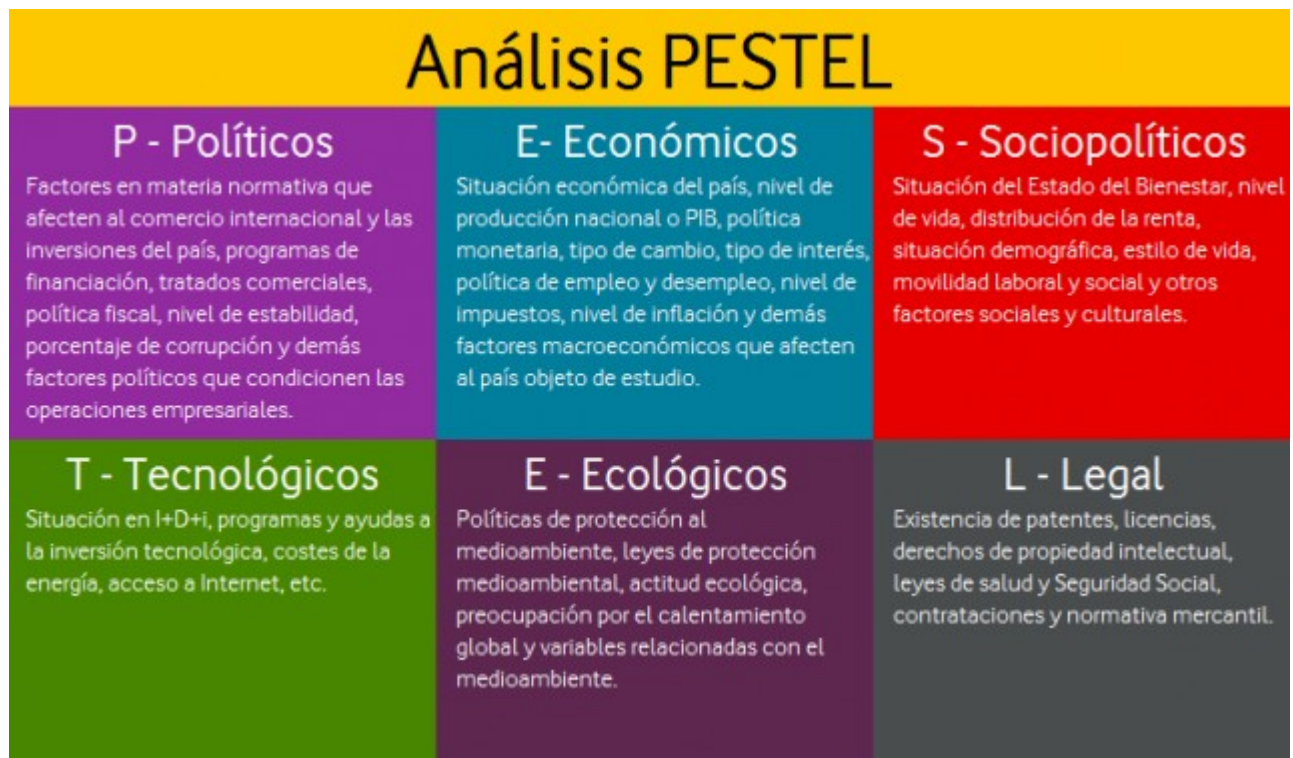 Análisis PESTEL
P - Políticos
Factores en materia normativa que
afecten al comercio internacional y las
inversiones del país, programas de
financiación, tratados comerciales,
política fiscal, nivel de estabilidad,
porcentaje de corrupción y demás
factores políticos que condicionen las
operaciones empresariales.
E- Económicos
Situación económica del país, nivel de
producción nacional o PIB, política
monetaria, tipo de cambio, tipo de interés,
política de empleo y desempleo, nivel de
impuestos, nivel de inflación y demás
factores macroeconómicos que afecten
al país objeto de estudio.
S - Sociopolíticos
Situación del Estado del Bienestar, nivel
de vida, distribución de la renta,
situación demográfica, estilo de vida,
movilidad laboral y social y otros
factores sociales y culturales.
T - Tecnológicos
Situación en I+D+i, programas y ayudas a
la inversión tecnológica, costes de la
energía, acceso a Internet, etc.
E - Ecológicos
Políticas de protección al
medioambiente, leyes de protección
medioambiental, actitud ecológica,
preocupación por el calentamiento
global y variables relacionadas con el
medioambiente.
L - Legal
Existencia de patentes, licencias,
derechos de propiedad intelectual,
leyes de salud y Seguridad Social,
contrataciones y normativa mercantil.